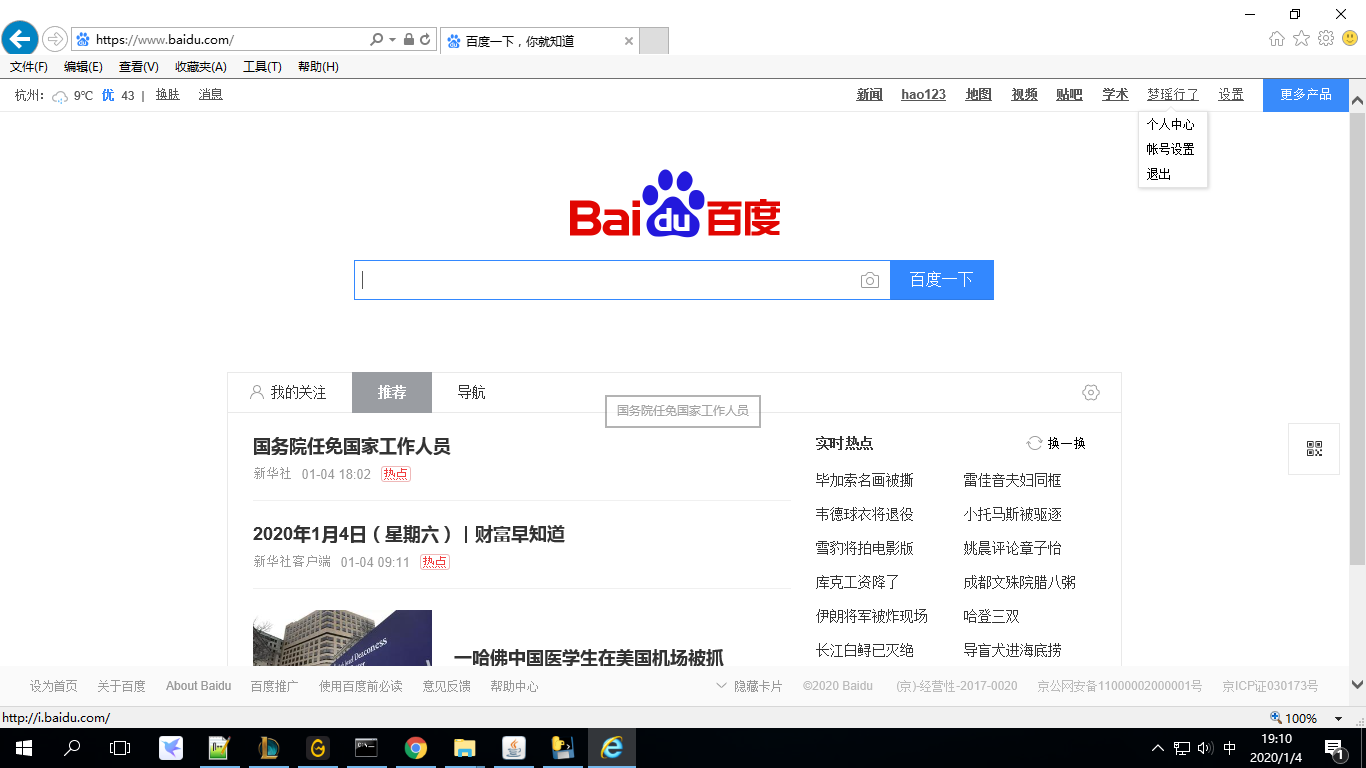 https://www.baidu.com/
百度一下，你就知道
文件(F) 编辑(E) 查看(V) 收藏夹(A) 工具(T) 帮助(H)
杭州： 9℃ 优 43 | 换肤 消息
新闻 hao123 地图 视频 贴吧 学术 梦瑶行了 设置 更多产品
个人中心
帐号设置
退出
Bai du 百度
百度一下
我的关注 推荐 导航
国务院任免国家工作人员
国务院任免国家工作人员
新华社 01-04 18:02 热点
2020年1月4日（星期六）丨财富早知道
新华社客户端 01-04 09:11 热点
Deaconess
一哈佛中国医学生在美国机场被抓
实时热点 换一换
毕加索名画被撕 雷佳音夫妇同框
韦德球衣将退役 小托马斯被驱逐
雪豹将拍电影版 姚晨评论章子怡
库克工资降了 成都文殊院腊八粥
伊朗将军被炸现场 哈登三双
长江白鲟已灭绝 导盲犬进海底捞
设为首页 关于百度 About Baidu 百度推广 使用百度前必读 意见反馈 帮助中心 隐藏卡片 ©2020 Baidu (京)-经营性-2017-0020 京公网安备11000002000001号 京ICP证030173号
http://i.baidu.com/
100%
中
19:10
2020/1/4
1